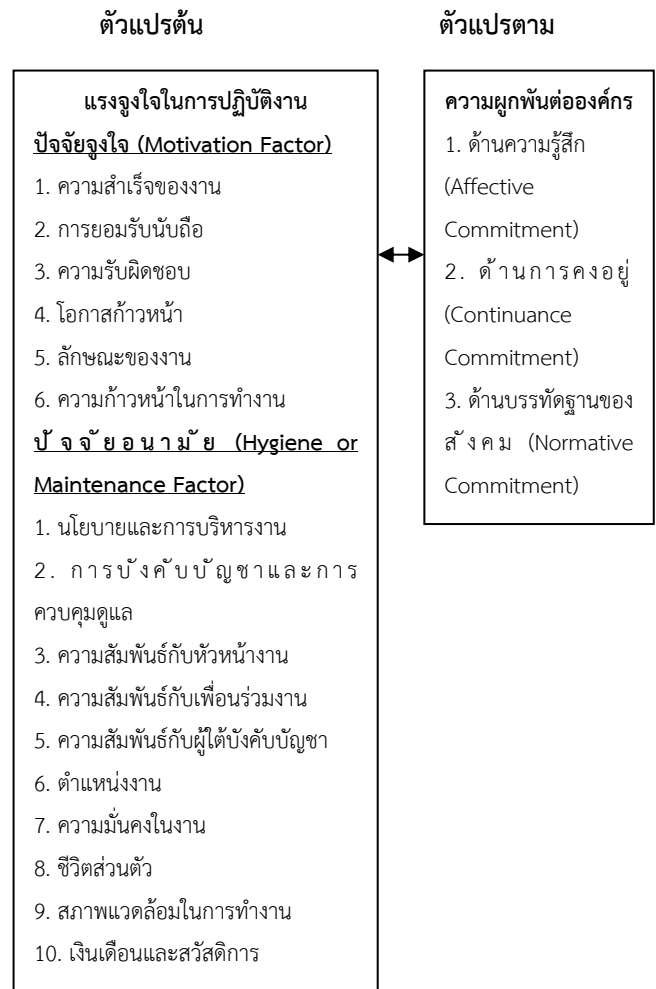 ตัวแปรต้น
ตัวแปรตาม
แรงจูงใจในการปฏิบัติงาน
ปัจจัยจูงใจ (Motivation Factor)
1. ความสำเร็จของงาน
2. การยอมรับนับถือ
3. ความรับผิดชอบ
4. โอกาสก้าวหน้า
5. ลักษณะของงาน
6. ความก้าวหน้าในการทำงาน
ปัจจัยอนามัย (Hygiene or
Maintenance Factor)
1. นโยบายและการบริหารงาน
2. การบังคับบัญชาและการ
ควบคุมดูแล
3. ความสัมพันธ์กับหัวหน้างาน
4. ความสัมพันธ์กับเพื่อนร่วมงาน
5. ความสัมพันธ์กับผู้ใต้บังคับบัญชา
6. ตำแหน่งงาน
7. ความมั่นคงในงาน
8. ชีวิตส่วนตัว
9. สภาพแวดล้อมในการทำงาน
10. เงินเดือนและสวัสดิการ
ความผูกพันต่อองค์กร
1. ด้านความรู้สึก
(Affective
Commitment)
2. ด้านการคงอยู่
(Continuance
Commitment)
3. ด้านบรรทัดฐานของ
สังคม (Normative
Commitment)